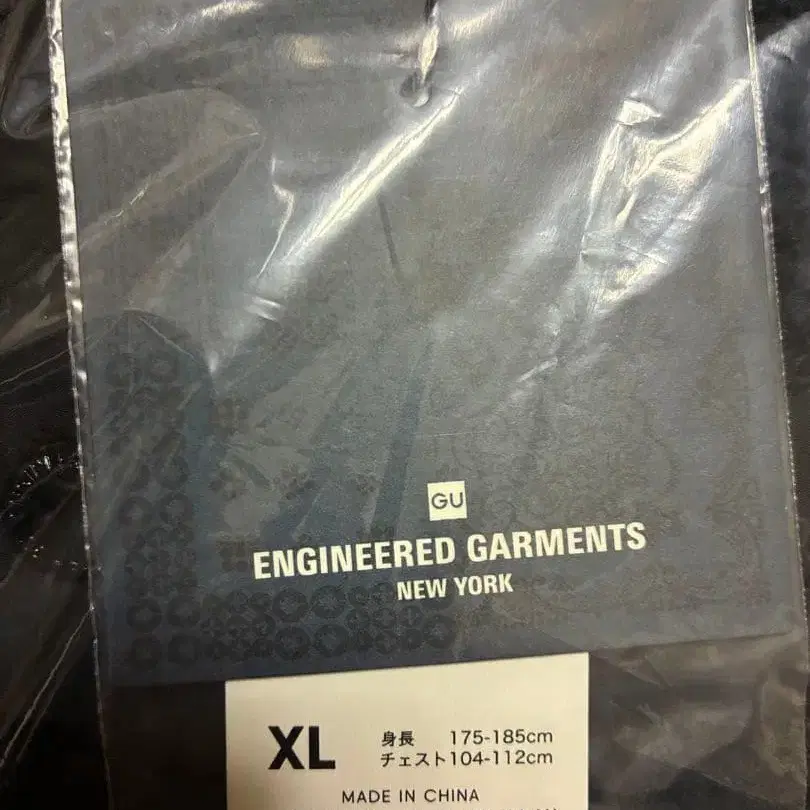 GU
ENGINEERED GARMENTS
NEW YORK
XL
身長 175-185cm
チェスト104-112cm
MADE IN CHINA